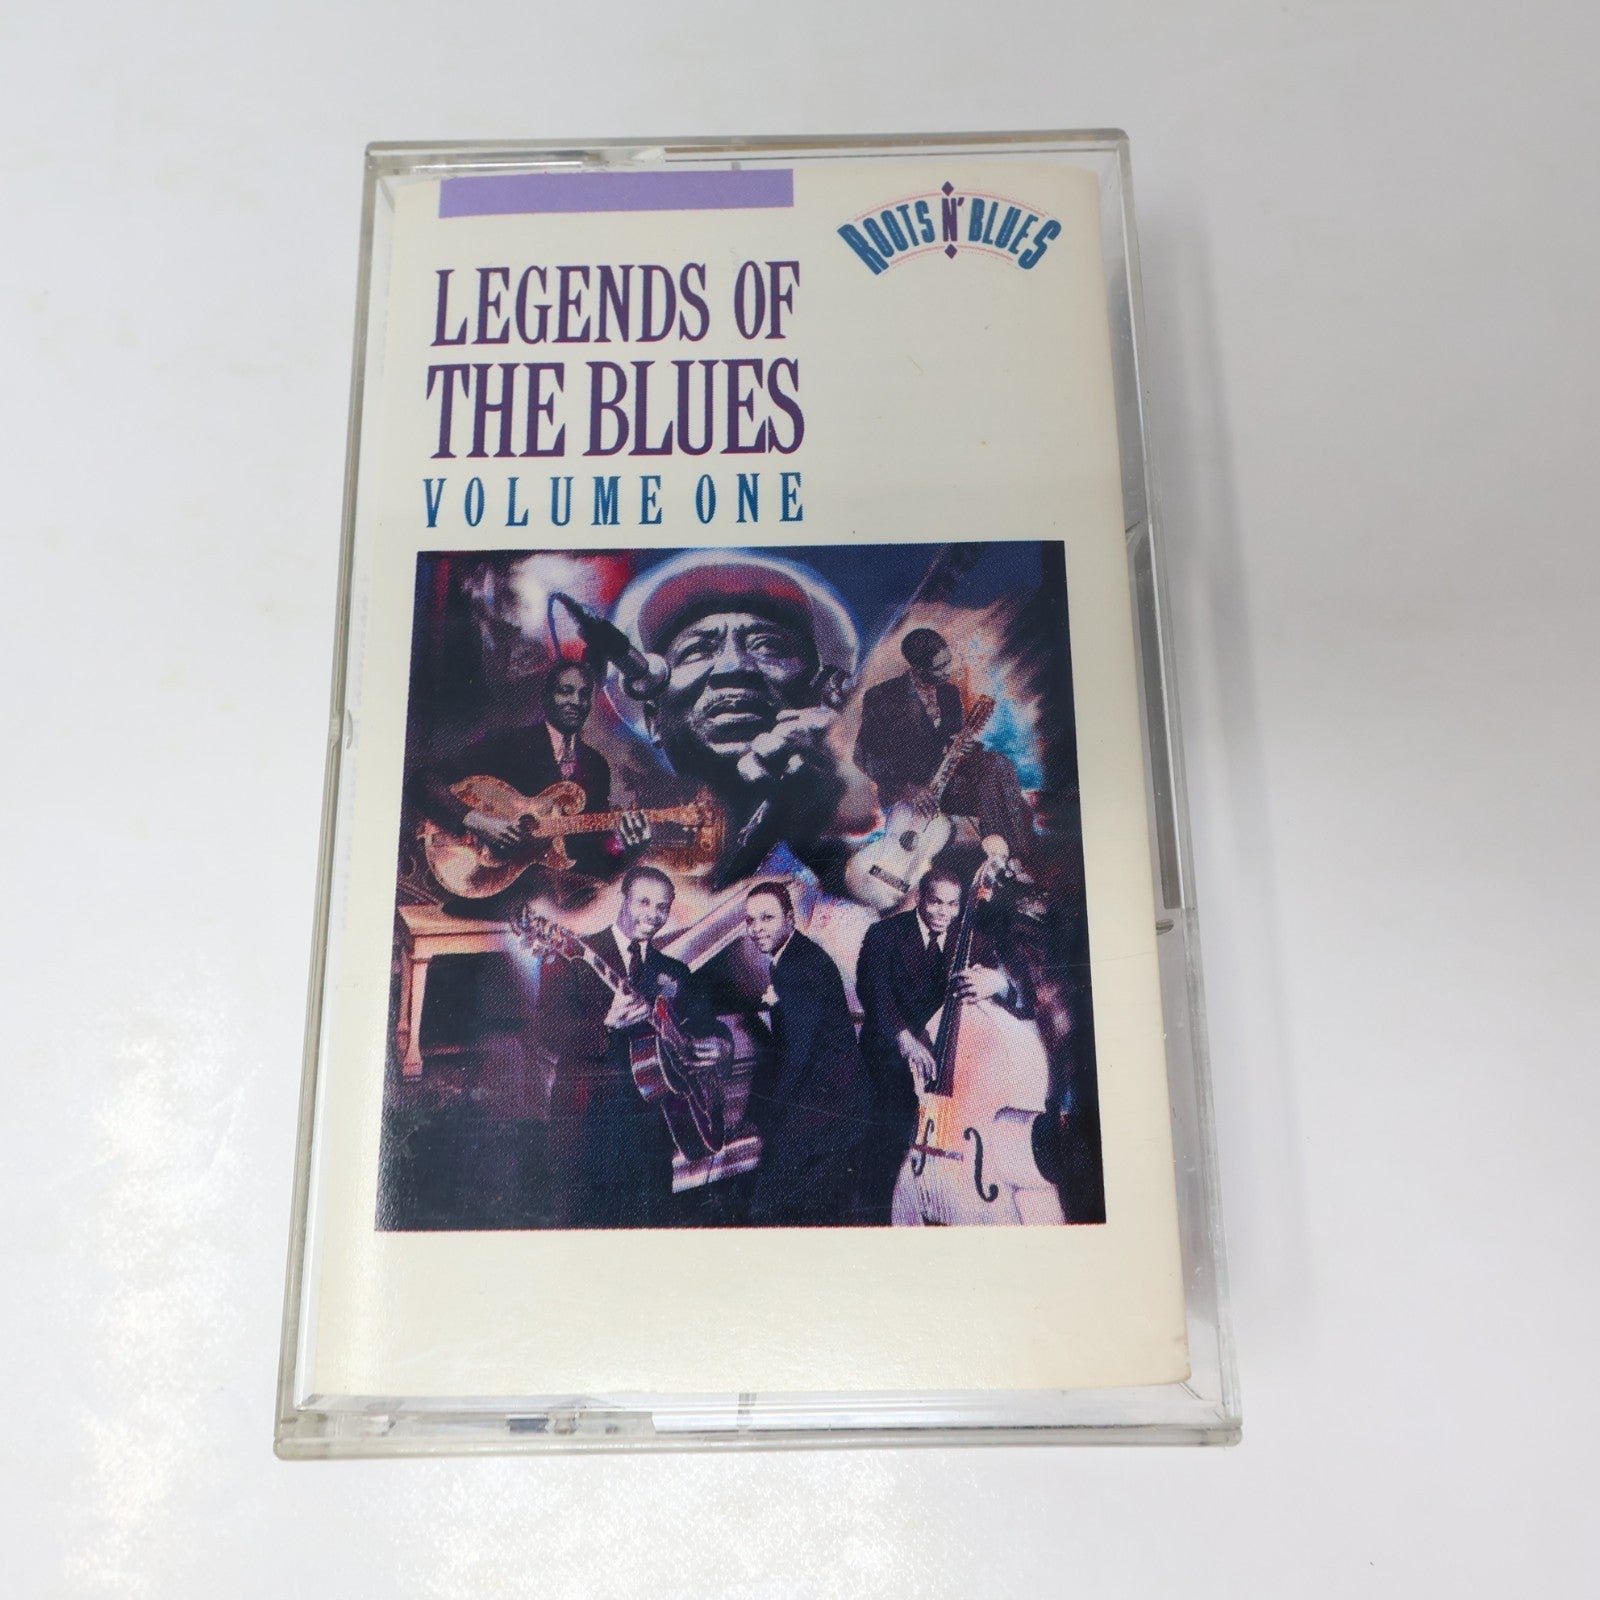 ROOTS N' BLUES
LEGENDS OF
THE BLUES
VOLUME ONE